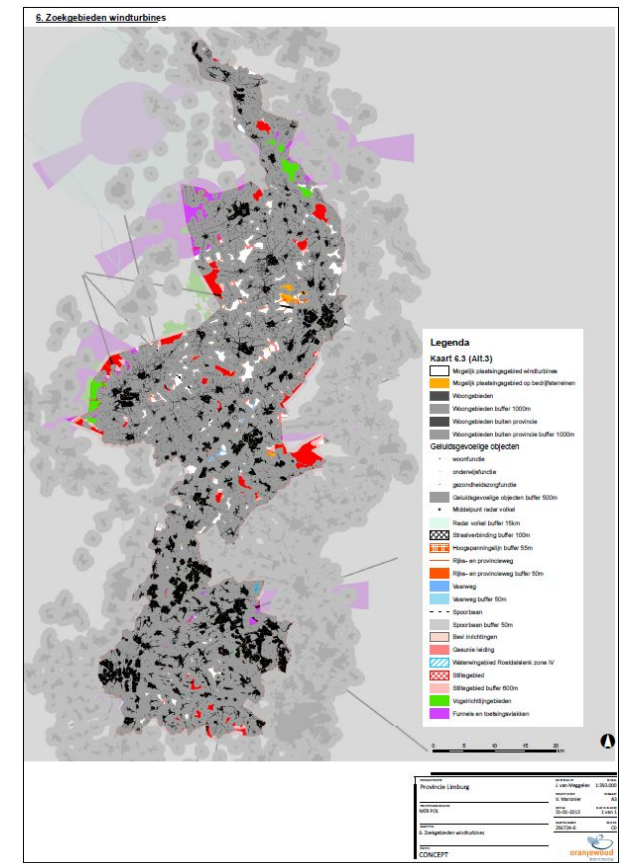 6. Zoekgebieden windturbines
Legenda
Kaart 6.3 (Alt.3)
Mogelijk plaatsingsgebied windturbines
Mogelijk plaatsingsgebied op bedrijfsterreinen
Woongebieden
Woongebieden buffer 1000m
Woongebieden buiten provincie
Woongebieden buiten provincie buffer 1000m
Geluidsgevoelige objecten
woonfunctie
onderwijsfunctie
gezondheidszorgfunctie
Geluidsgevoelige objecten buffer 500m
Middelpunt radar volkel
Radar volkel buffer 15km
Straalverbinding buffer 100m
Hoogspanningslijn buffer 55m
Rijks- en provincieweg
Rijks- en provincieweg buffer 50m
Vaarweg
Vaarweg buffer 50m
Spoorbaan
Spoorbaan buffer 50m
Bevi inrichtingen
Gasunie leiding
Waterwingebied Roerdalslenk zone IV
Stiltegebied
Stiltegebied buffer 600m
Vogelrichtlijngebieden
Funnels en toetsingsvlakken
0 5 10 15 20
km
Provincie Limburg
J. van Meggelen 1:350.000
V. Maronier A3
MER POL
1 van 1
6. Zoekgebieden windturbines
C0
CONCEPT
oranjewoud